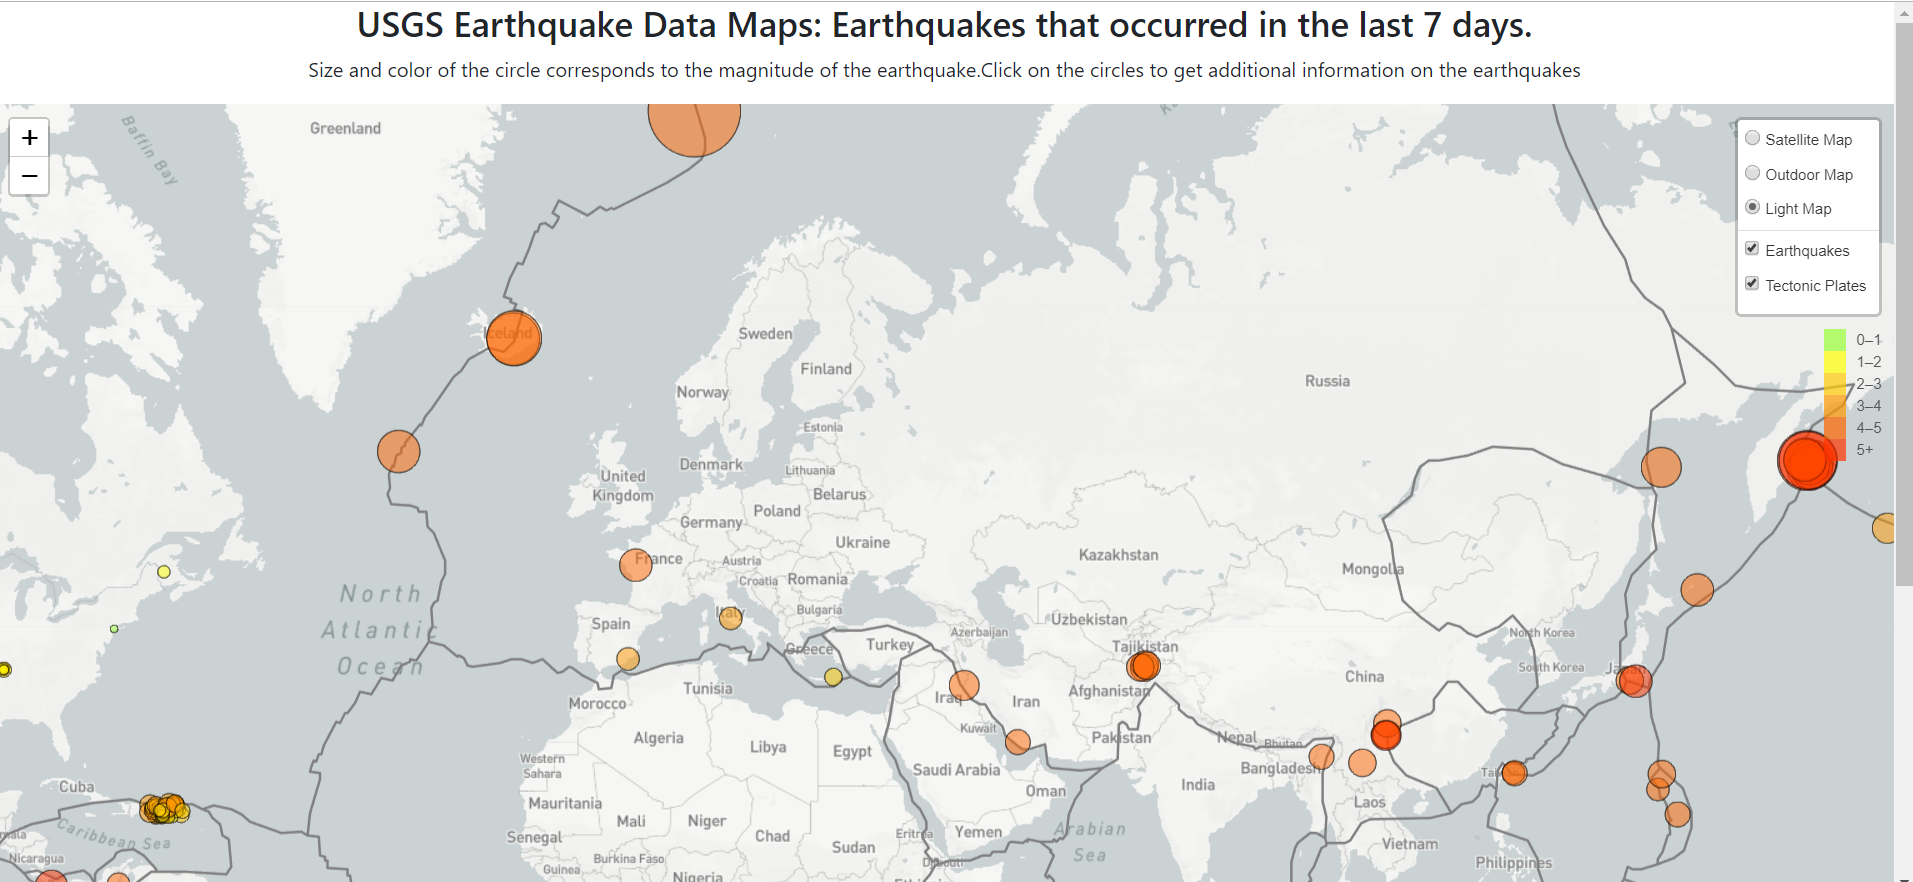 USGS Earthquake Data Maps: Earthquakes that occurred in the last 7 days.
Size and color of the circle corresponds to the magnitude of the earthquake.Click on the circles to get additional information on the earthquakes
+
−
Satellite Map
Outdoor Map
Light Map
Earthquakes
Tectonic Plates
0–1
1–2
2–3
3–4
4–5
5+
Greenland
Baffin Bay
Iceland
Sweden
Finland
Norway
Russia
Estonia
Denmark
Lithuania
United
Kingdom
Belarus
Poland
Germany
Ukraine
France
Austria
Croatia
Romania
Kazakhstan
Mongolia
North
Atlantic
Ocean
Italy
Bulgaria
Spain
Uzbekistan
Azerbaijan
North Korea
Greece
Turkey
Tajikistan
South Korea
China
Tunisia
Morocco
Iraq
Iran
Afghanistan
Kuwait
Pakistan
Nepal
Bhutan
Algeria
Libya
Egypt
Western
Sahara
Saudi Arabia
Bangladesh
India
Oman
Cuba
Mauritania
Mali
Niger
Laos
Caribbean Sea
Senegal
Chad
Sudan
Eritrea
Yemen
Arabian
Sea
Vietnam
Nicaragua
Burkina Faso
Djibouti
Philippines
Guinea
Nigeria